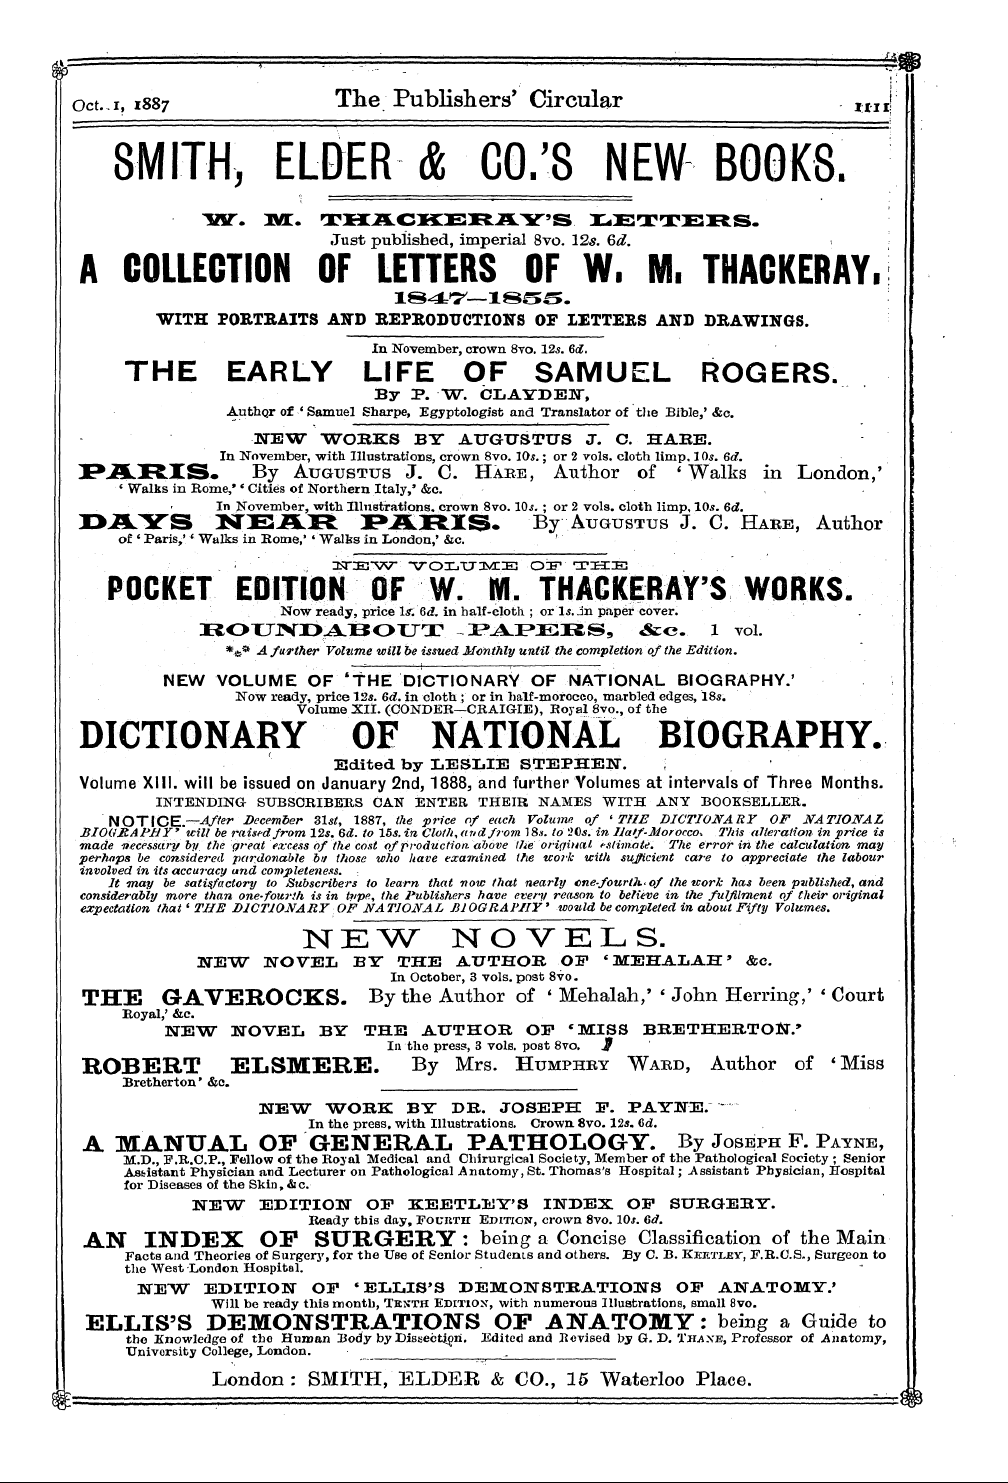 Oct. 1, 1887 The Publishers' Circular 1111
SMITH, ELDER & CO.'S NEW BOOKS.
W. M. THACKERAY'S LETTERS.
Just published, imperial 8vo. 12s. 6d.
A COLLECTION OF LETTERS OF W. M. THACKERAY,
1847—1855.
WITH PORTRAITS AND REPRODUCTIONS OF LETTERS AND DRAWINGS.
In November, crown 8vo. 12s. 6d.
THE EARLY LIFE OF SAMUEL ROGERS.
By P. W. CLAYDEN,
Author of 'Samuel Sharpe, Egyptologist and Translator of the Bible,' &c.
NEW WORKS BY AUGUSTUS J. C. HARE.
In November, with Illustrations, crown 8vo. 10s.; or 2 vols. cloth limp, 10s. 6d.
PARIS. By AUGUSTUS J. C. HARE, Author of 'Walks in London,'
'Walks in Rome,' 'Cities of Northern Italy,' &c.
In November, with Illustrations, crown 8vo. 10s.; or 2 vols. cloth limp, 10s. 6d.
DAYS NEAR PARIS. By AUGUSTUS J. C. HARE, Author
of 'Paris,' 'Walks in Rome,' 'Walks in London,' &c.
NEW VOLUME OF THE
POCKET EDITION OF W. M. THACKERAY'S WORKS.
Now ready, price 1s. 6d. in half-cloth; or 1s. in paper cover.
ROUNDABOUT PAPERS, &c. 1 vol.
*** A further Volume will be issued Monthly until the completion of the Edition.
NEW VOLUME OF 'THE DICTIONARY OF NATIONAL BIOGRAPHY.'
Now ready, price 12s. 6d. in cloth; or in half-morocco, marbled edges, 18s.
Volume XII. (CONDER—CRAIGIE), Royal 8vo., of the
DICTIONARY OF NATIONAL BIOGRAPHY.
Edited by LESLIE STEPHEN.
Volume XIII. will be issued on January 2nd, 1888, and further Volumes at intervals of Three Months.
INTENDING SUBSCRIBERS CAN ENTER THEIR NAMES WITH ANY BOOKSELLER.
NOTICE.—After December 31st, 1887, the price of each Volume of 'THE DICTIONARY OF NATIONAL
BIOGRAPHY' will be raised from 12s. 6d. to 15s. in Cloth, and from 18s. to 20s. in Half-Morocco. This alteration in price is
made necessary by the great excess of the cost of production above the original estimate. The error in the calculation may
perhaps be considered pardonable by those who have examined the work with sufficient care to appreciate the labour
involved in its accuracy and completeness.
It may be satisfactory to Subscribers to learn that now that nearly one-fourth of the work has been published, and
considerably more than one-fourth is in type, the Publishers have every reason to believe in the fulfilment of their original
expectation that 'THE DICTIONARY OF NATIONAL BIOGRAPHY' would be completed in about Fifty Volumes.
NEW NOVELS.
NEW NOVEL BY THE AUTHOR OF 'MEHALAH' &c.
In October, 3 vols. post 8vo.
THE GAVEROCKS. By the Author of 'Mehalah,' 'John Herring,' 'Court
Royal,' &c.
NEW NOVEL BY THE AUTHOR OF 'MISS BRETHERTON.'
In the press, 3 vols. post 8vo.
ROBERT ELSMERE. By Mrs. HUMPHRY WARD, Author of 'Miss
Bretherton' &c.
NEW WORK BY DR. JOSEPH F. PAYNE.
In the press, with Illustrations. Crown 8vo. 12s. 6d.
A MANUAL OF GENERAL PATHOLOGY. By JOSEPH F. PAYNE,
M.D., F.R.C.P., Fellow of the Royal Medical and Chirurgical Society, Member of the Pathological Society; Senior
Assistant Physician and Lecturer on Pathological Anatomy, St. Thomas's Hospital; Assistant Physician, Hospital
for Diseases of the Skin, &c.
NEW EDITION OF KEETLEY'S INDEX OF SURGERY.
Ready this day, FOURTH EDITION, crown 8vo. 10s. 6d.
AN INDEX OF SURGERY: being a Concise Classification of the Main
Facts and Theories of Surgery, for the Use of Senior Students and others. By C. B. KEETLEY, F.R.C.S., Surgeon to
the West London Hospital.
NEW EDITION OF 'ELLIS'S DEMONSTRATIONS OF ANATOMY.'
Will be ready this month, TENTH EDITION, with numerous Illustrations, small 8vo.
ELLIS'S DEMONSTRATIONS OF ANATOMY: being a Guide to
the Knowledge of the Human Body by Dissection. Edited and Revised by G. D. THANE, Professor of Anatomy,
University College, London.
London: SMITH, ELDER & CO., 15 Waterloo Place.